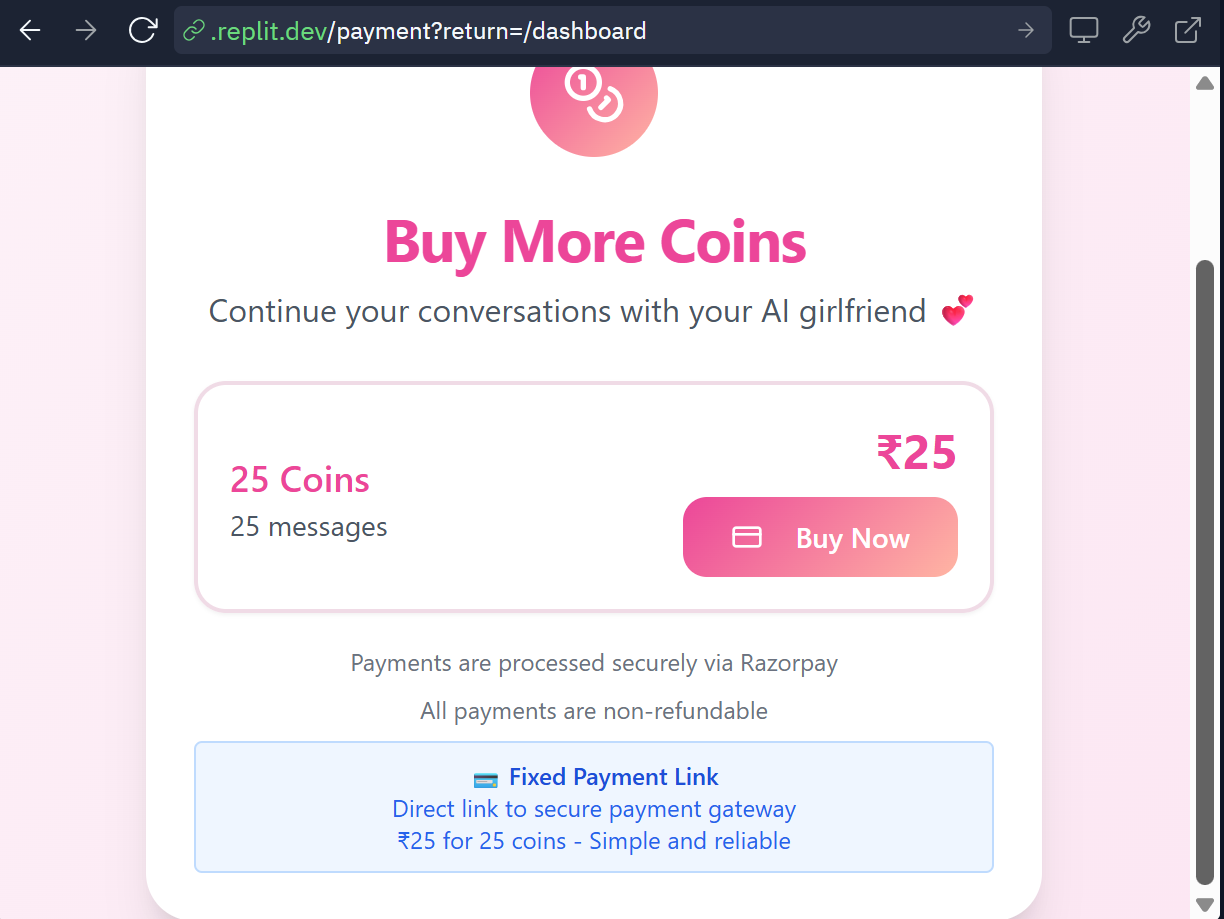 .replit.dev/payment?return=/dashboard
Buy More Coins
Continue your conversations with your AI girlfriend 💕
₹25
25 Coins
25 messages
Buy Now
Payments are processed securely via Razorpay
All payments are non-refundable
💳 Fixed Payment Link
Direct link to secure payment gateway
₹25 for 25 coins - Simple and reliable